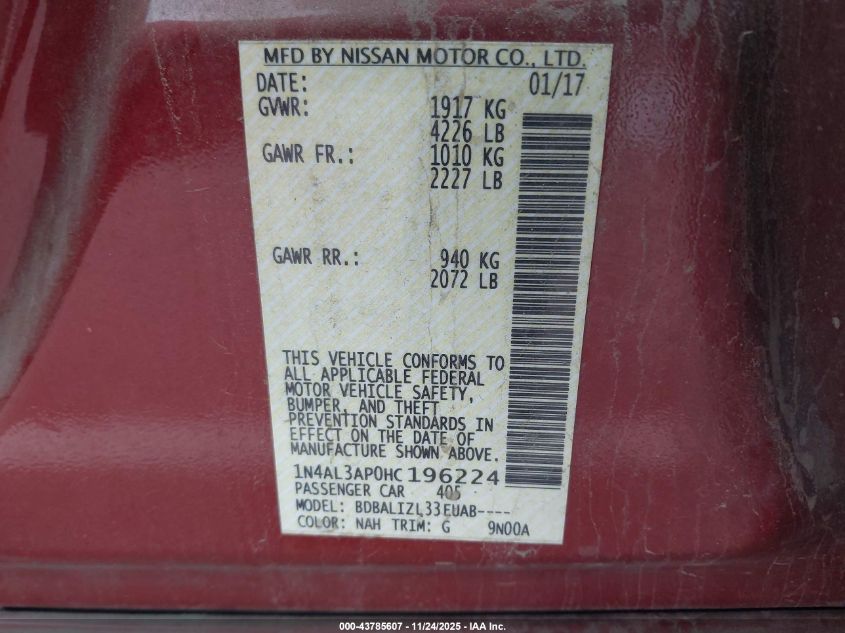 MFD BY NISSAN MOTOR CO., LTD.
DATE: 01/17
GVWR: 1917 KG
4226 LB
GAWR FR.: 1010 KG
2227 LB
GAWR RR.: 940 KG
2072 LB
THIS VEHICLE CONFORMS TO
ALL APPLICABLE FEDERAL
MOTOR VEHICLE SAFETY,
BUMPER, AND THEFT
PREVENTION STANDARDS IN
EFFECT ON THE DATE OF
MANUFACTURE SHOWN ABOVE.
1N4AL3AP0HC196224
PASSENGER CAR 405
MODEL: BDBALIZL33EUAB----
COLOR: NAH TRIM: G 9N00A
000-43785607 - 11/24/2025 - IAA Inc.